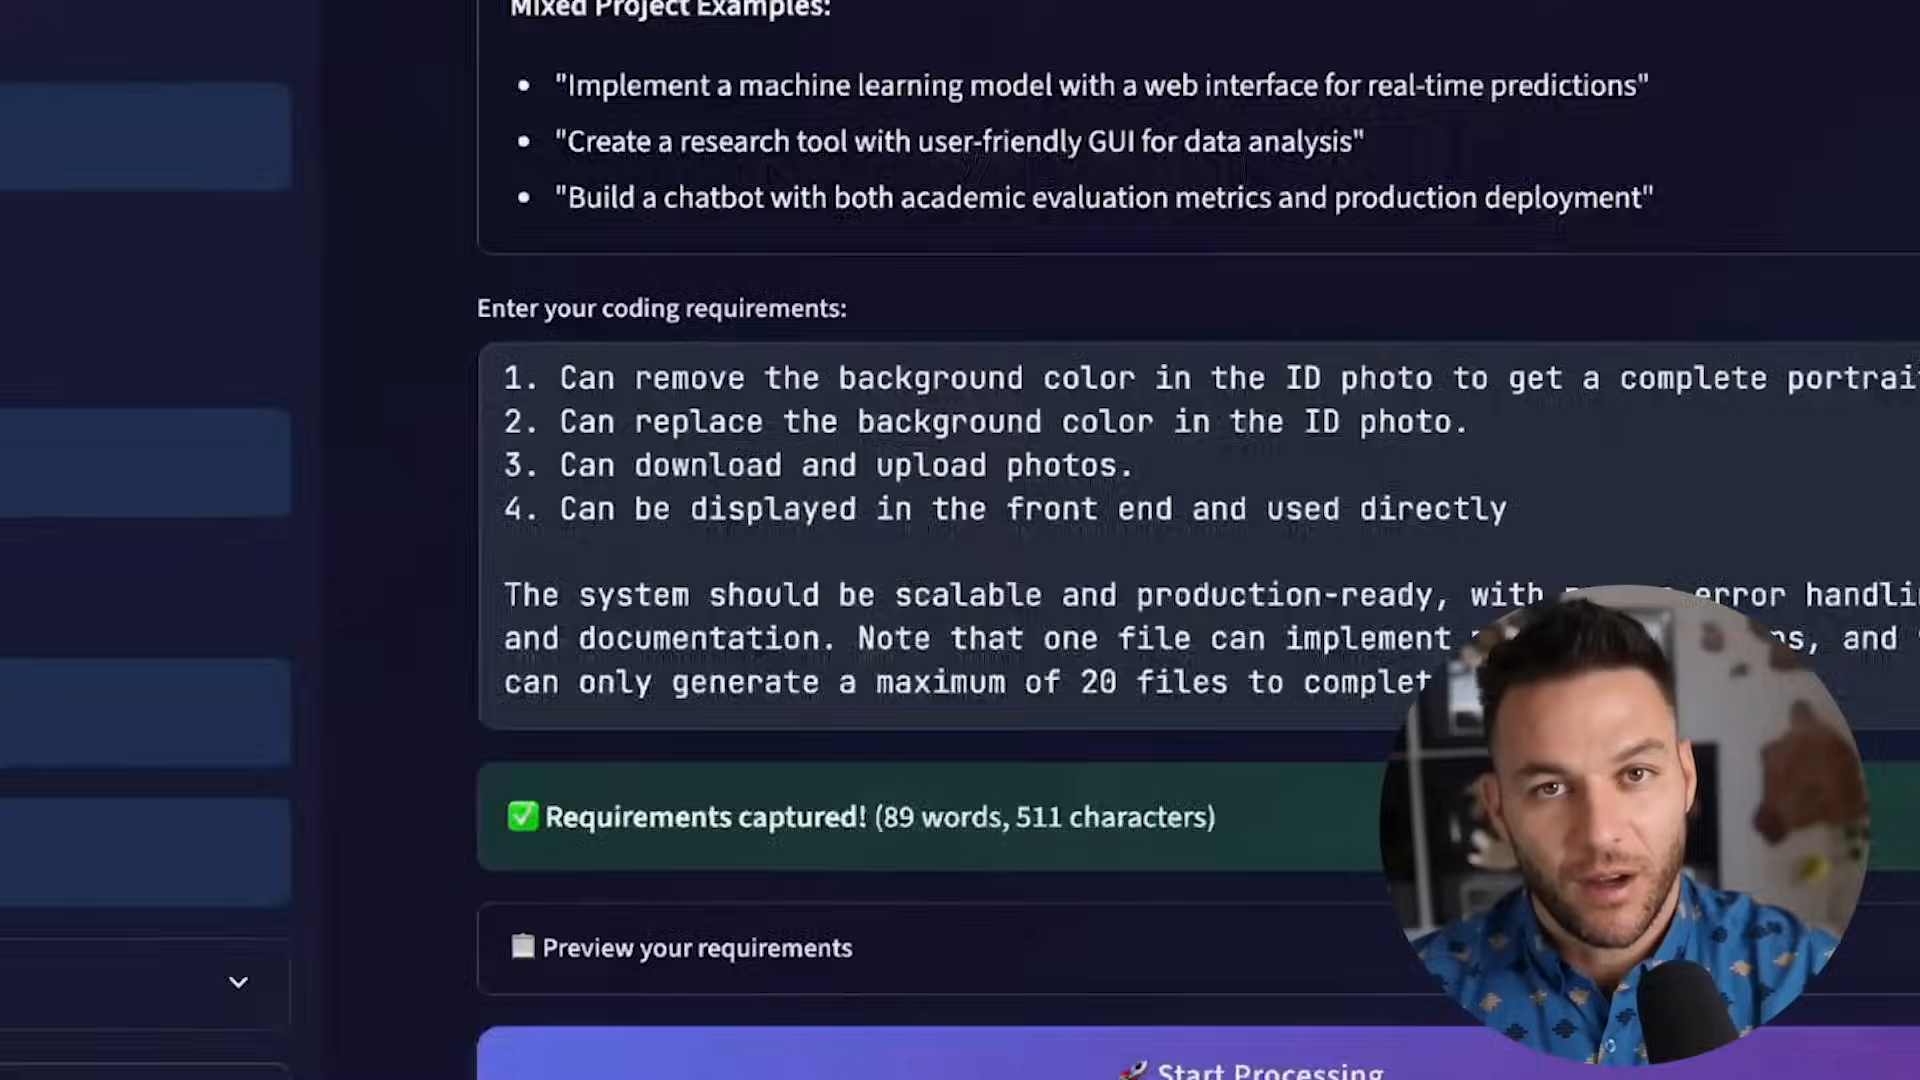 Mixed Project Examples:
• "Implement a machine learning model with a web interface for real-time predictions"
• "Create a research tool with user-friendly GUI for data analysis"
• "Build a chatbot with both academic evaluation metrics and production deployment"
Enter your coding requirements:
1. Can remove the background color in the ID photo to get a complete
2. Can replace the background color in the ID photo.
3. Can download and upload photos.
4. Can be displayed in the front end and used directly
The system should be scalable and production-ready, with error
and documentation. Note that one file can implement and
can only generate a maximum of 20 files to
✅ Requirements captured! (89 words, 511 characters)
Preview your requirements
🚀 Start Processing